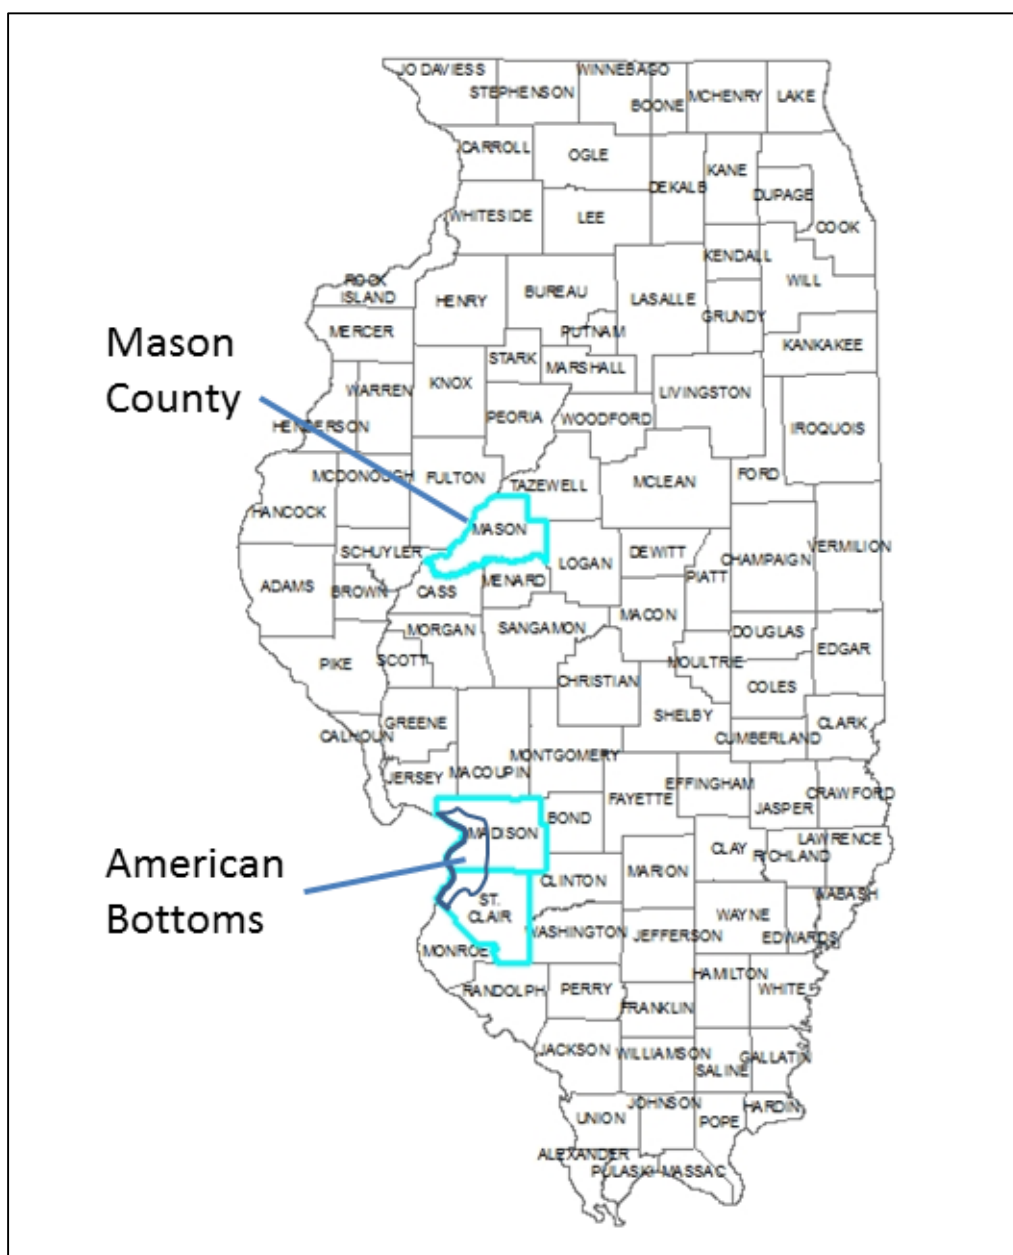 JO DAVIESS
STEPHENSON
WINNEBAGO
BOONE
MCHENRY
LAKE
CARROLL
OGLE
DEKALB
KANE
DUPAGE
COOK
WHITESIDE
LEE
KENDALL
WILL
ROCK
ISLAND
HENRY
BUREAU
LASALLE
GRUNDY
PUTNAM
KANKAKEE
MERCER
Mason
County
STARK
MARSHALL
KNOX
WARREN
LIVINGSTON
PEORIA
WOODFORD
HENDERSON
IROQUOIS
MCDONOUGH
FULTON
TAZEWELL
MCLEAN
FORD
HANCOCK
MASON
SCHUYLER
LOGAN
DEWITT
CHAMPAIGN
VERMILION
PIATT
ADAMS
BROWN
CASS
MENARD
MACON
MORGAN
SANGAMON
DOUGLAS
EDGAR
PIKE
SCOTT
MOULTRIE
CHRISTIAN
COLES
SHELBY
CALHOUN
GREENE
CLARK
CUMBERLAND
MONTGOMERY
JERSEY
MACOUPIN
EFFINGHAM
FAYETTE
JASPER
CRAWFORD
BOND
MADISON
American
Bottoms
CLAY
RICHLAND
LAWRENCE
MARION
CLINTON
WABASH
ST.
CLAIR
WAYNE
WASHINGTON
JEFFERSON
EDWARDS
MONROE
HAMILTON
WHITE
RANDOLPH
PERRY
FRANKLIN
JACKSON
WILLIAMSON
GALLATIN
SALINE
JOHNSON
HARDIN
UNION
POPE
ALEXANDER
PULASKI
MASSAC